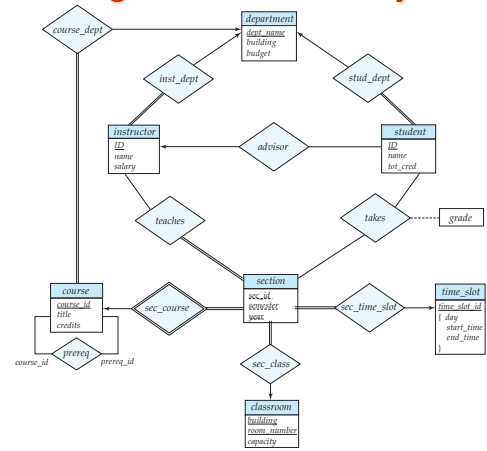 department
course_dept
dept_name
building
budget
inst_dept
stud_dept
instructor
ID
name
salary
advisor
student
ID
name
tot_cred
teaches
takes
grade
course
course_id
title
credits
sec_course
section
sec_id
semester
year
sec_time_slot
time_slot
time_slot_id
{ day
start_time
end_time
}
prereq
course_id
prereq_id
sec_class
classroom
building
room_number
capacity